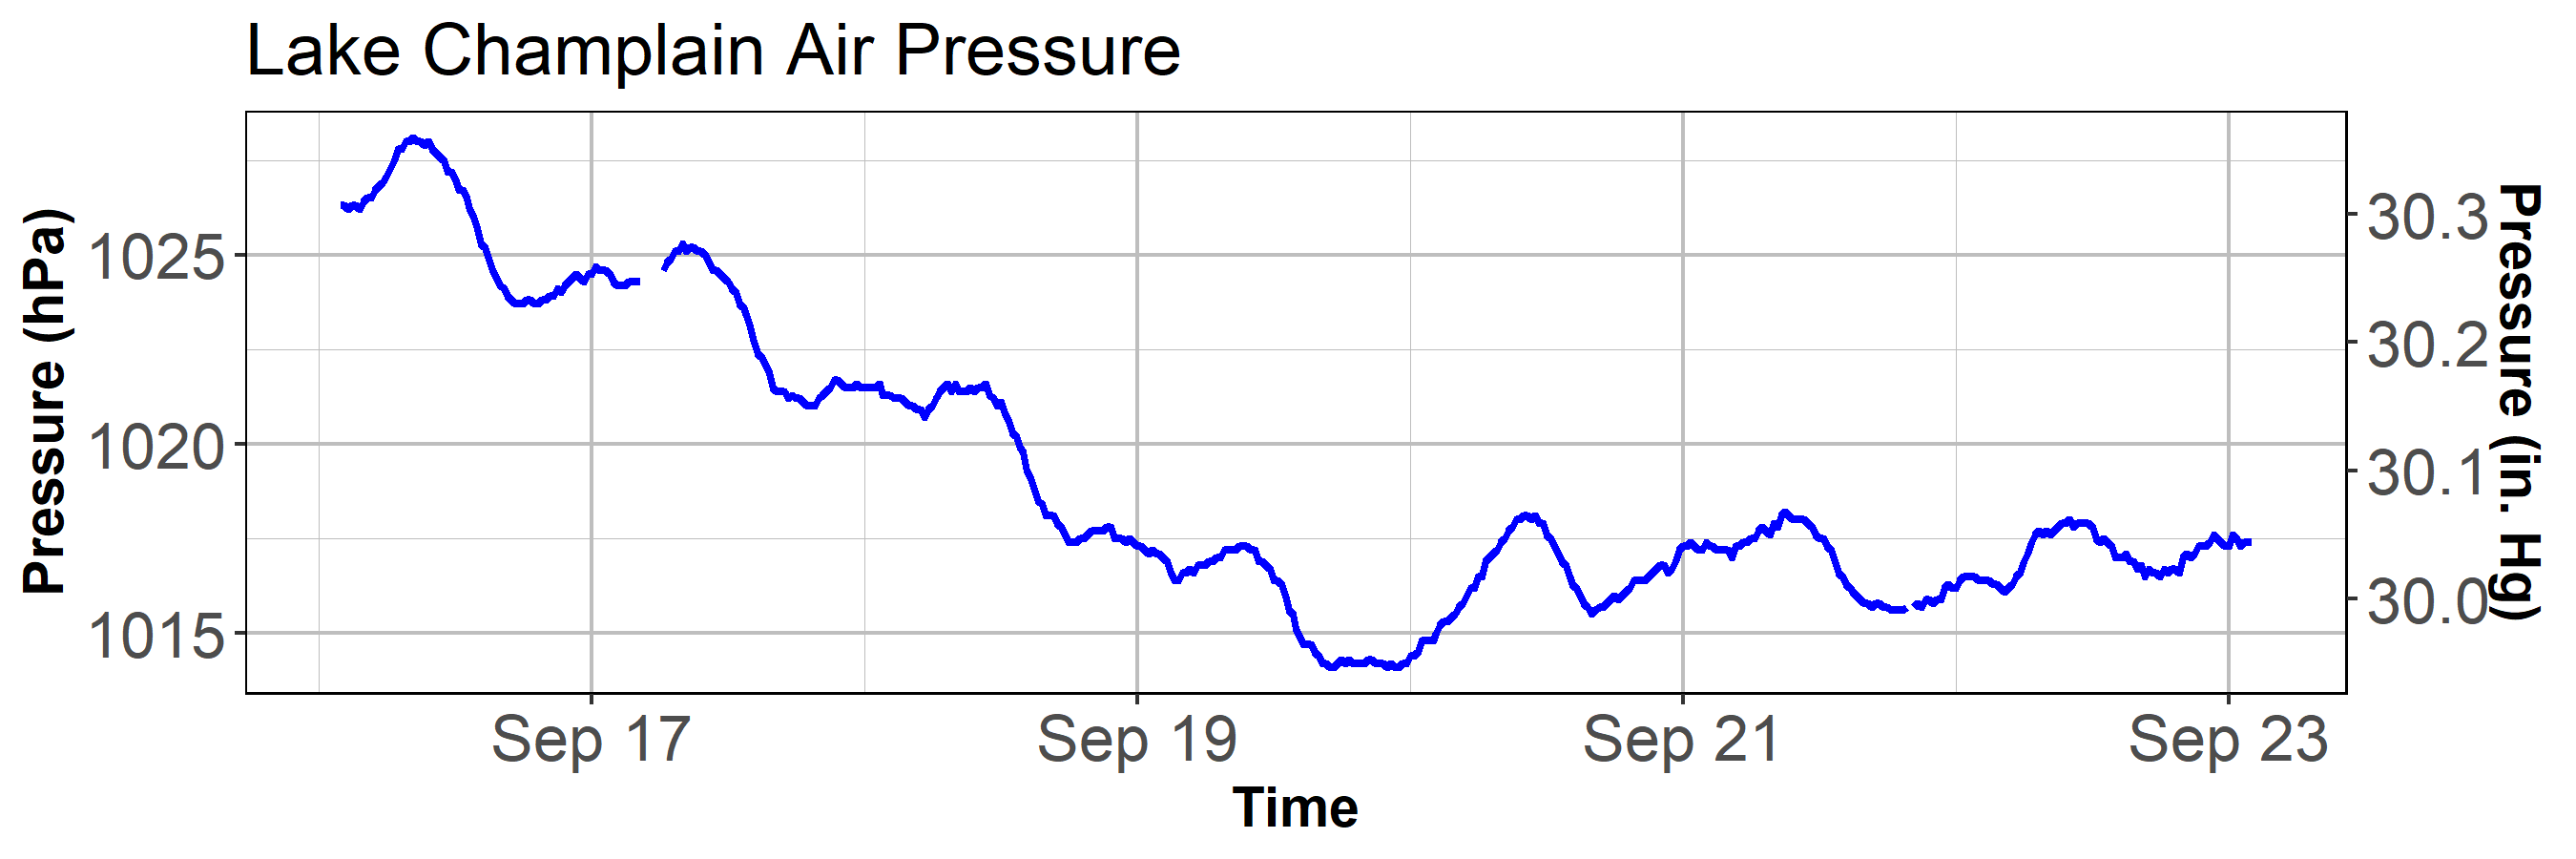 Lake Champlain Air Pressure
Pressure (hPa)
1025
1020
1015
30.3
30.2
30.1
30.0
Pressure (in. Hg)
Sep 17
Sep 19
Sep 21
Sep 23
Time